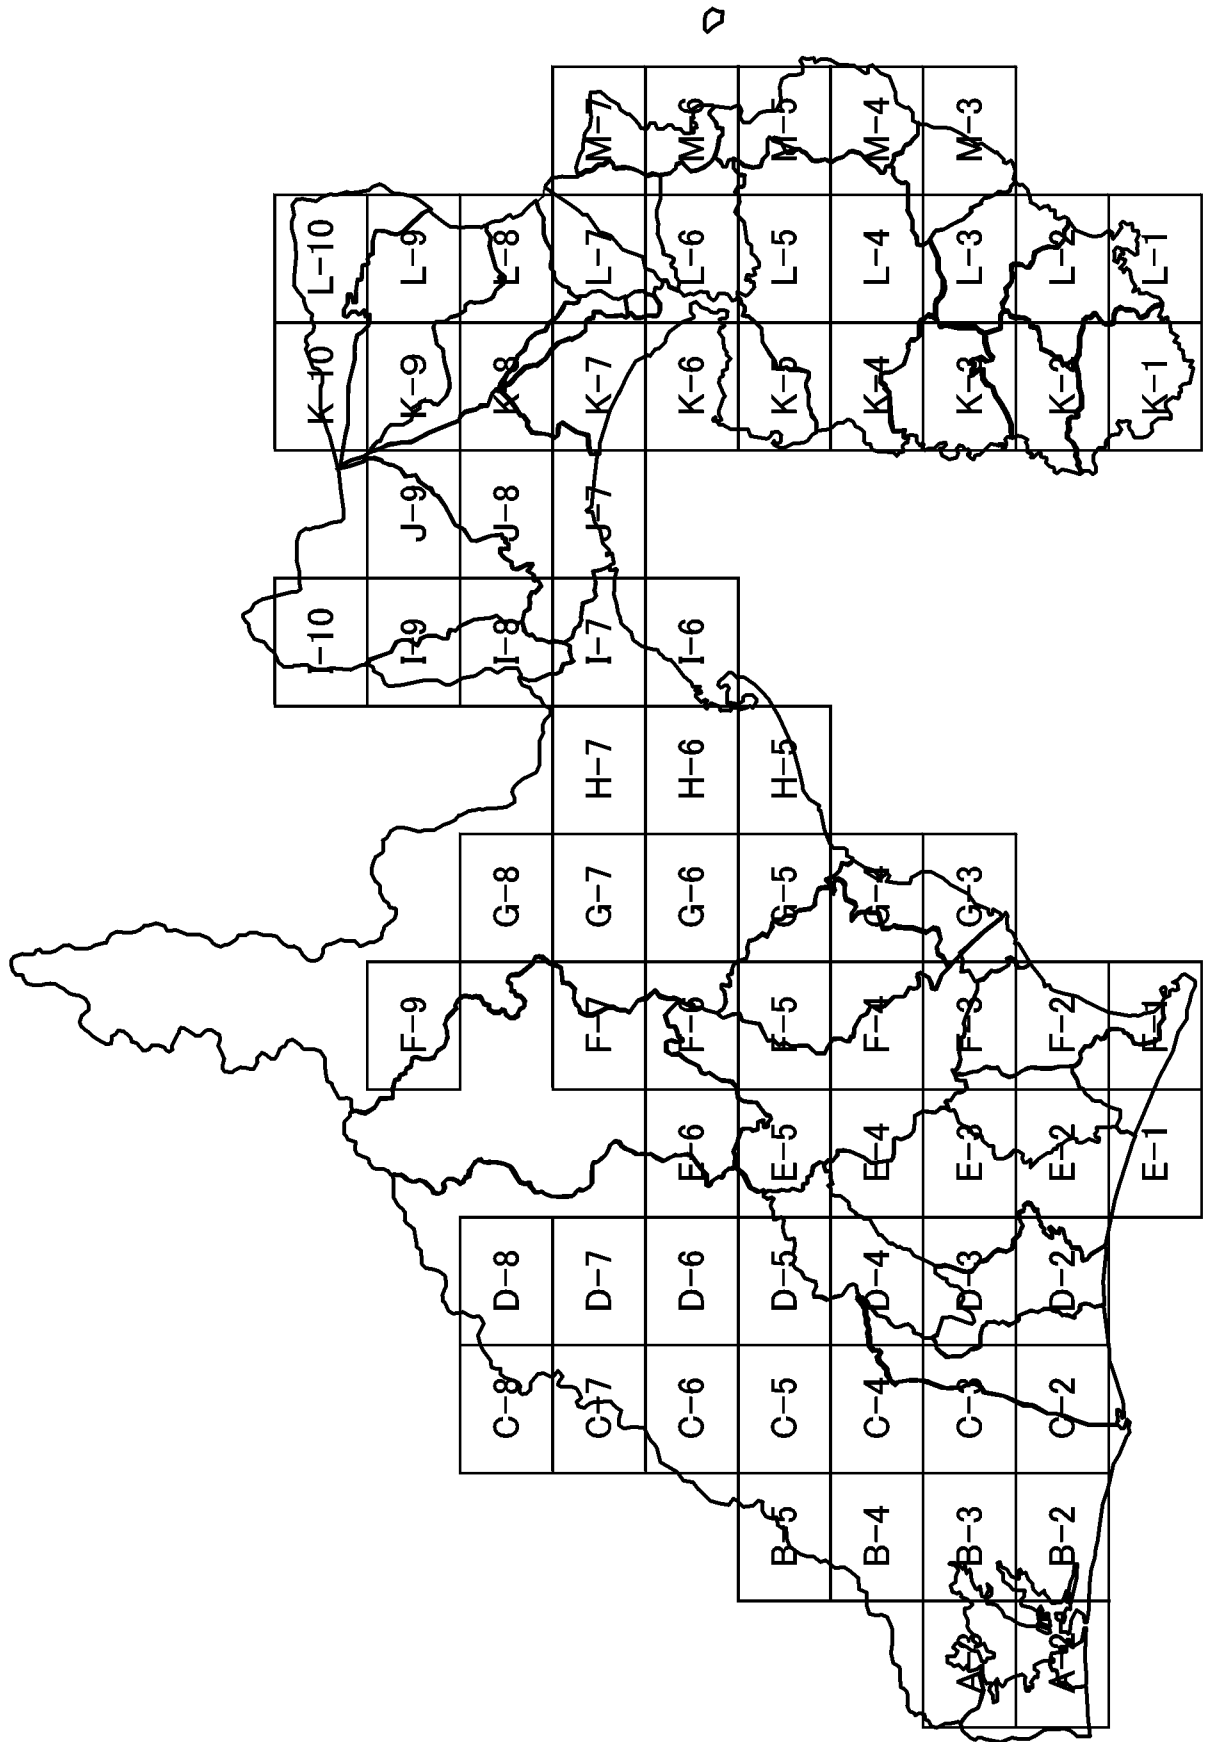 I-10 K-10 L-10
F-9 I-9 J-9 K-9 L-9
C-8 D-8 G-8 I-8 J-8 K-8 L-8
C-7 D-7 F-7 G-7 H-7 I-7 J-7 K-7 L-7 M-7
C-6 D-6 E-6 F-6 G-6 H-6 I-6 K-6 L-6 M-6
B-5 C-5 D-5 E-5 F-5 G-5 H-5 K-5 L-5 M-5
B-4 C-4 D-4 E-4 F-4 G-4 K-4 L-4 M-4
A-3 B-3 C-3 D-3 E-3 F-3 G-3 K-3 L-3 M-3
A-2 B-2 C-2 D-2 E-2 F-2 K-2 L-2
E-1 F-1 K-1 L-1